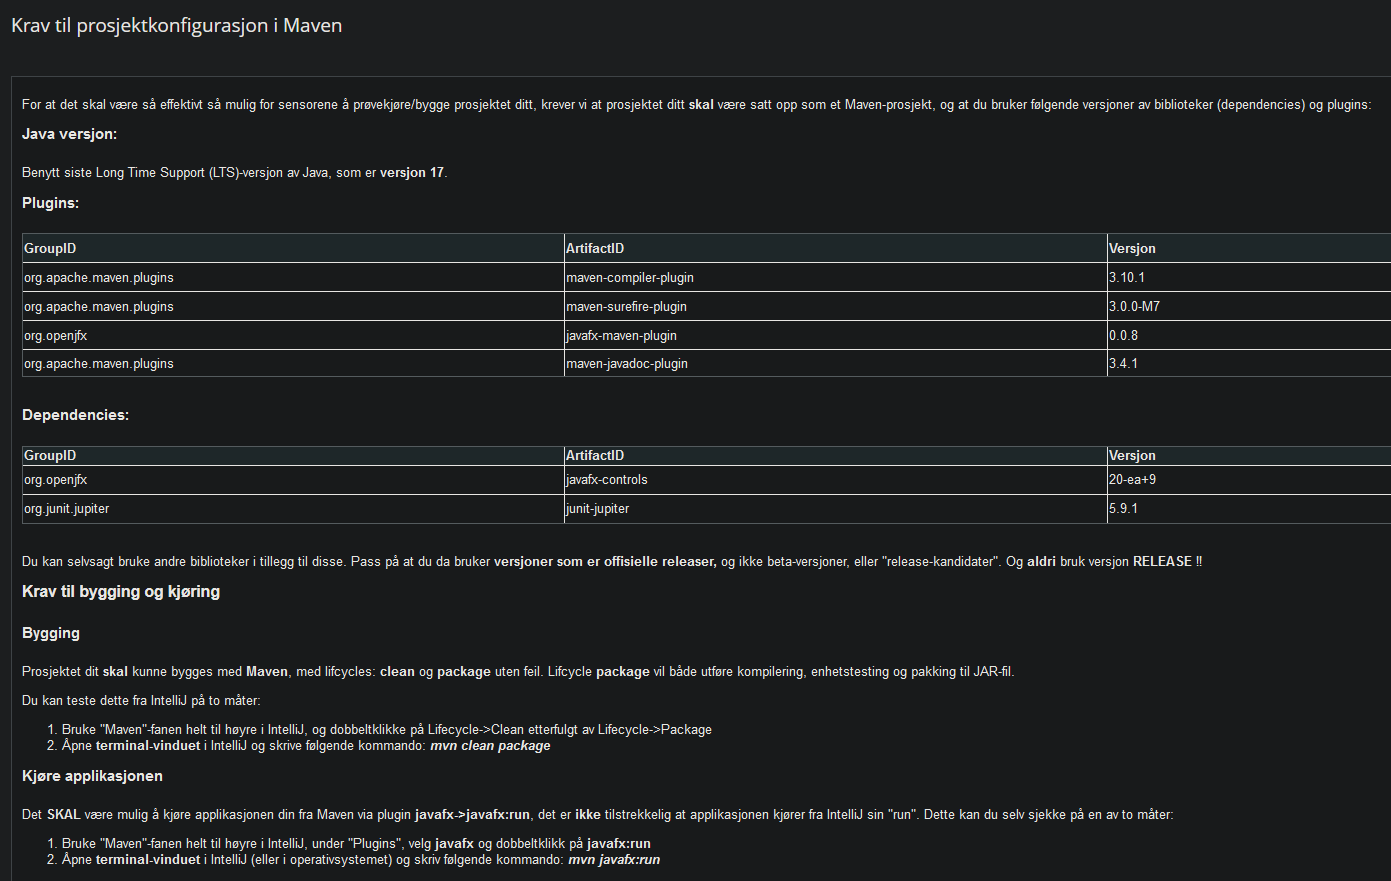 Krav til prosjektkonfigurasjon i Maven
For at det skal være så effektivt så mulig for sensorene å prøvekjøre/bygge prosjektet ditt, krever vi at prosjektet ditt skal være satt opp som et Maven-prosjekt, og at du bruker følgende versjoner av biblioteker (dependencies) og plugins:
Java versjon:
Benytt siste Long Time Support (LTS)-versjon av Java, som er versjon 17.
Plugins:
GroupID ArtifactID Versjon
org.apache.maven.plugins maven-compiler-plugin 3.10.1
org.apache.maven.plugins maven-surefire-plugin 3.0.0-M7
org.openjfx javafx-maven-plugin 0.0.8
org.apache.maven.plugins maven-javadoc-plugin 3.4.1
Dependencies:
GroupID ArtifactID Versjon
org.openjfx javafx-controls 20-ea+9
org.junit.jupiter junit-jupiter 5.9.1
Du kan selvsagt bruke andre biblioteker i tillegg til disse. Pass på at du da bruker versjoner som er offisielle releaser, og ikke beta-versjoner, eller "release-kandidater". Og aldri bruk versjon RELEASE !!
Krav til bygging og kjøring
Bygging
Prosjektet dit skal kunne bygges med Maven, med lifcycles: clean og package uten feil. Lifcycle package vil både utføre kompilering, enhetstesting og pakking til JAR-fil.
Du kan teste dette fra IntelliJ på to måter:
1. Bruke "Maven"-fanen helt til høyre i IntelliJ, og dobbeltklikke på Lifecycle->Clean etterfulgt av Lifecycle->Package
2. Åpne terminal-vinduet i IntelliJ og skrive følgende kommando: mvn clean package
Kjøre applikasjonen
Det SKAL være mulig å kjøre applikasjonen din fra Maven via plugin javafx->javafx:run, det er ikke tilstrekkelig at applikasjonen kjører fra IntelliJ sin "run". Dette kan du selv sjekke på en av to måter:
1. Bruke "Maven"-fanen helt til høyre i IntelliJ, under "Plugins", velg javafx og dobbeltklikk på javafx:run
2. Åpne terminal-vinduet i IntelliJ (eller i operativsystemet) og skriv følgende kommando: mvn javafx:run